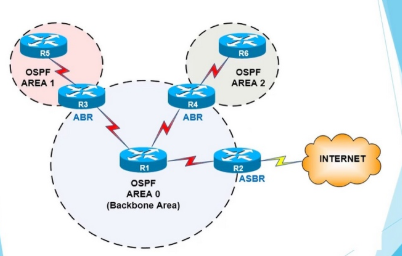 R5
OSPF
AREA 1
R3
ABR
R6
OSPF
AREA 2
R4
ABR
R1
OSPF
AREA 0
(Backbone Area)
R2
ASBR
INTERNET